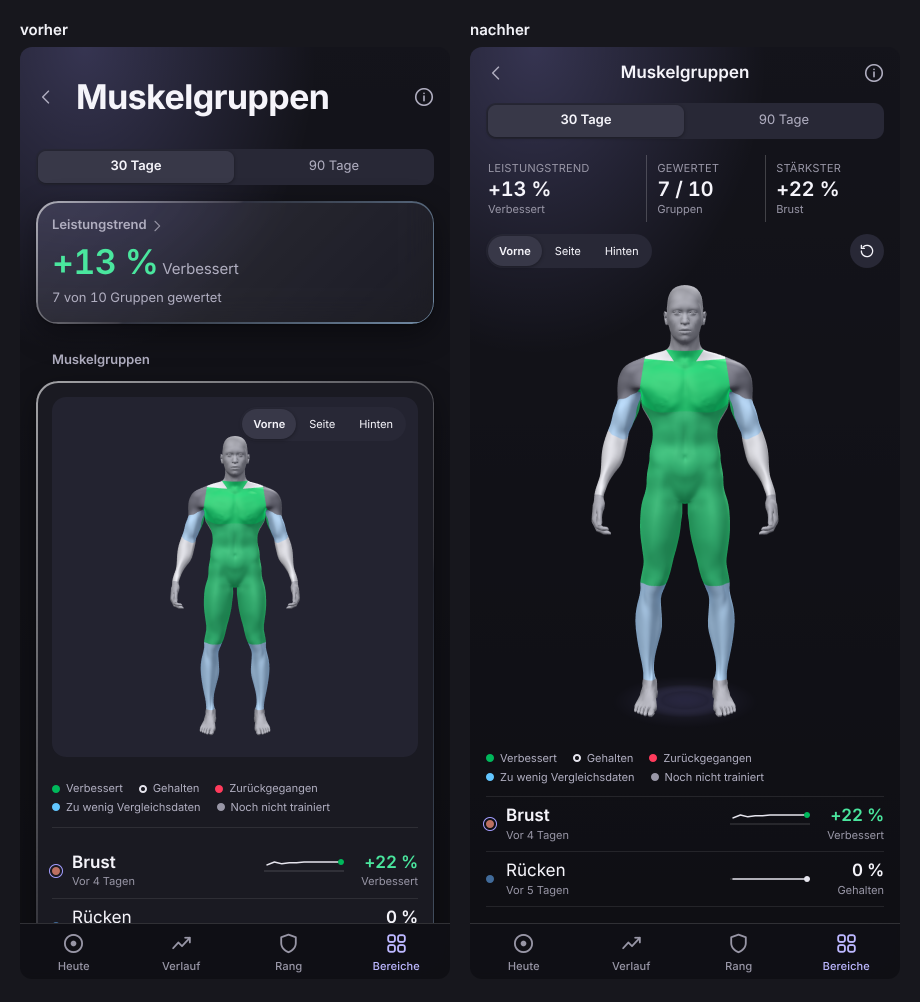 vorher
Muskelgruppen
30 Tage
90 Tage
Leistungstrend
+13 % Verbessert
7 von 10 Gruppen gewertet
Muskelgruppen
Vorne
Seite
Hinten
Verbessert
Gehalten
Zurückgegangen
Zu wenig Vergleichsdaten
Noch nicht trainiert
Brust
+22 %
Vor 4 Tagen
Verbessert
Rücken
0 %
Heute
Verlauf
Rang
Bereiche
nachher
Muskelgruppen
30 Tage
90 Tage
LEISTUNGSTREND
+13 %
Verbessert
GEWERTET
7 / 10
Gruppen
STÄRKSTER
+22 %
Brust
Vorne
Seite
Hinten
Verbessert
Gehalten
Zurückgegangen
Zu wenig Vergleichsdaten
Noch nicht trainiert
Brust
+22 %
Vor 4 Tagen
Verbessert
Rücken
0 %
Vor 5 Tagen
Gehalten
Heute
Verlauf
Rang
Bereiche